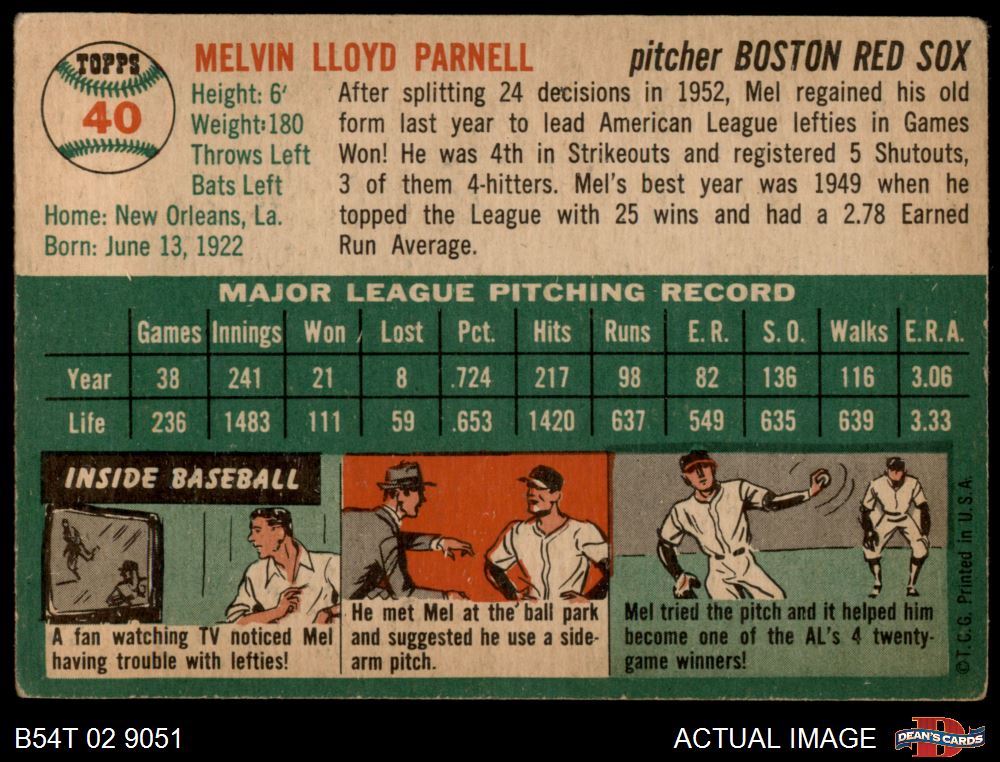 TOPPS
40
MELVIN LLOYD PARNELL
pitcher BOSTON RED SOX
Height: 6'
Weight: 180
Throws Left
Bats Left
Home: New Orleans, La.
Born: June 13, 1922
After splitting 24 decisions in 1952, Mel regained his old
form last year to lead American League lefties in Games
Won! He was 4th in Strikeouts and registered 5 Shutouts,
3 of them 4-hitters. Mel's best year was 1949 when he
topped the League with 25 wins and had a 2.78 Earned
Run Average.
MAJOR LEAGUE PITCHING RECORD
Games Innings Won Lost Pct. Hits Runs E. R. S. O. Walks E.R.A.
Year 38 241 21 8 .724 217 98 82 136 116 3.06
Life 236 1483 111 59 .653 1420 637 549 635 639 3.33
INSIDE BASEBALL
A fan watching TV noticed Mel
having trouble with lefties!
He met Mel at the ball park
and suggested he use a side-
arm pitch.
Mel tried the pitch and it helped him
become one of the AL's 4 twenty-
game winners!
© T. C. G. Printed in U. S. A.
B54T 02 9051
ACTUAL IMAGE
DEAN'S CARDS